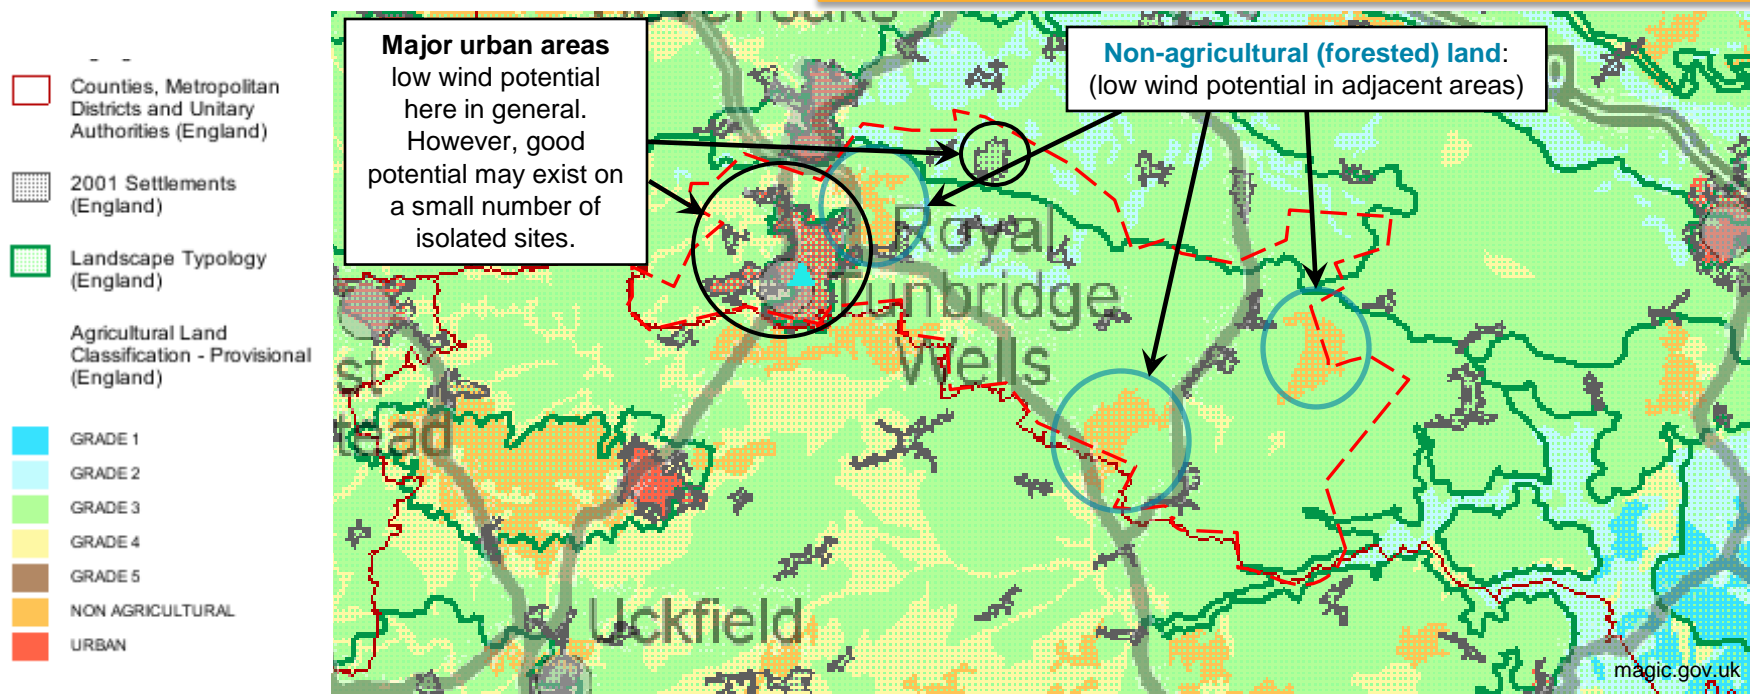 Counties, Metropolitan
Districts and Unitary
Authorities (England)
2001 Settlements
(England)
Landscape Typology
(England)
Agricultural Land
Classification - Provisional
(England)
GRADE 1
GRADE 2
GRADE 3
GRADE 4
GRADE 5
NON AGRICULTURAL
URBAN
Major urban areas
low wind potential
here in general.
However, good
potential may exist on
a small number of
isolated sites.
Non-agricultural (forested) land:
(low wind potential in adjacent areas)
Royal
Tunbridge
Wells
st
tead
Uckfield
magic.gov.uk